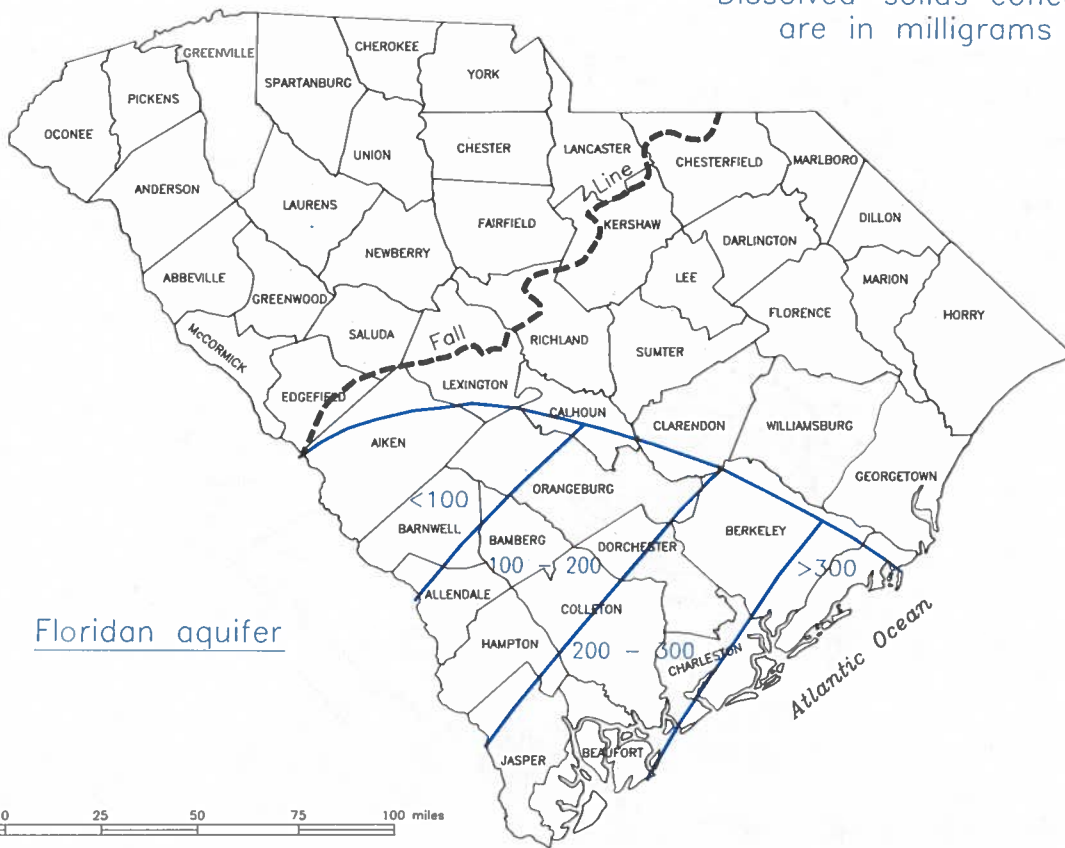 Dissolved solids
are in milligrams
CHEROKEE
GREENVILLE
YORK
SPARTANBURG
PICKENS
OCONEE
UNION
CHESTER
LANCASTER
CHESTERFIELD
MARLBORO
ANDERSON
Line
LAURENS
FAIRFIELD
KERSHAW
DILLON
DARLINGTON
NEWBERRY
ABBEVILLE
LEE
MARION
GREENWOOD
FLORENCE
HORRY
SALUDA
Fall
RICHLAND
SUMTER
McCORMICK
LEXINGTON
EDGEFIELD
CALHOUN
AIKEN
CLARENDON
WILLIAMSBURG
GEORGETOWN
ORANGEBURG
<100
BARNWELL
BERKELEY
BAMBERG
DORCHESTER
100 - 200
>300
ALLENDALE
COLLETON
Floridan aquifer
HAMPTON
200 - 300
CHARLESTON
Atlantic Ocean
JASPER
BEAUFORT
0 25 50 75 100 miles